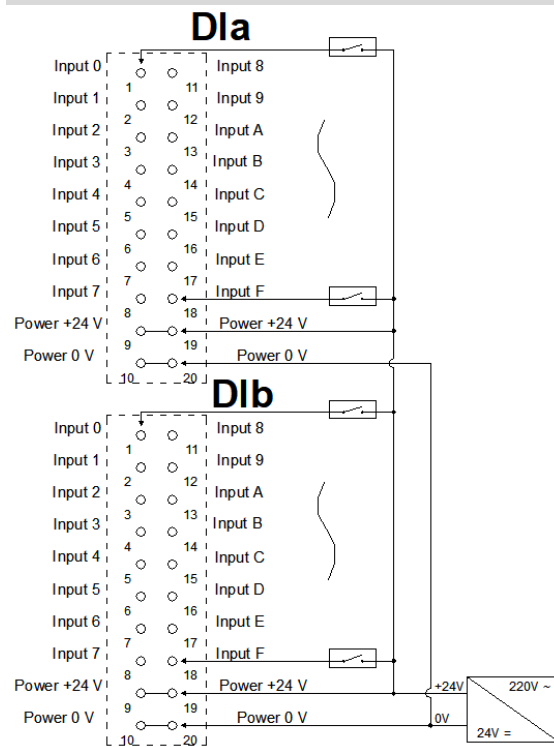 DIa
Input 0 Input 8
1 11
Input 1 Input 9
2 12
Input 2 Input A
3 13
Input 3 Input B
4 14
Input 4 Input C
5 15
Input 5 Input D
6 16
Input 6 Input E
7 17
Input 7 Input F
8 18
Power +24 V Power +24 V
9 19
Power 0 V Power 0 V
10 20
DIb
Input 0 Input 8
1 11
Input 1 Input 9
2 12
Input 2 Input A
3 13
Input 3 Input B
4 14
Input 4 Input C
5 15
Input 5 Input D
6 16
Input 6 Input E
7 17
Input 7 Input F
8 18
Power +24 V Power +24 V +24V 220V ~
9 19
Power 0 V Power 0 V 0V
24V =
10 20